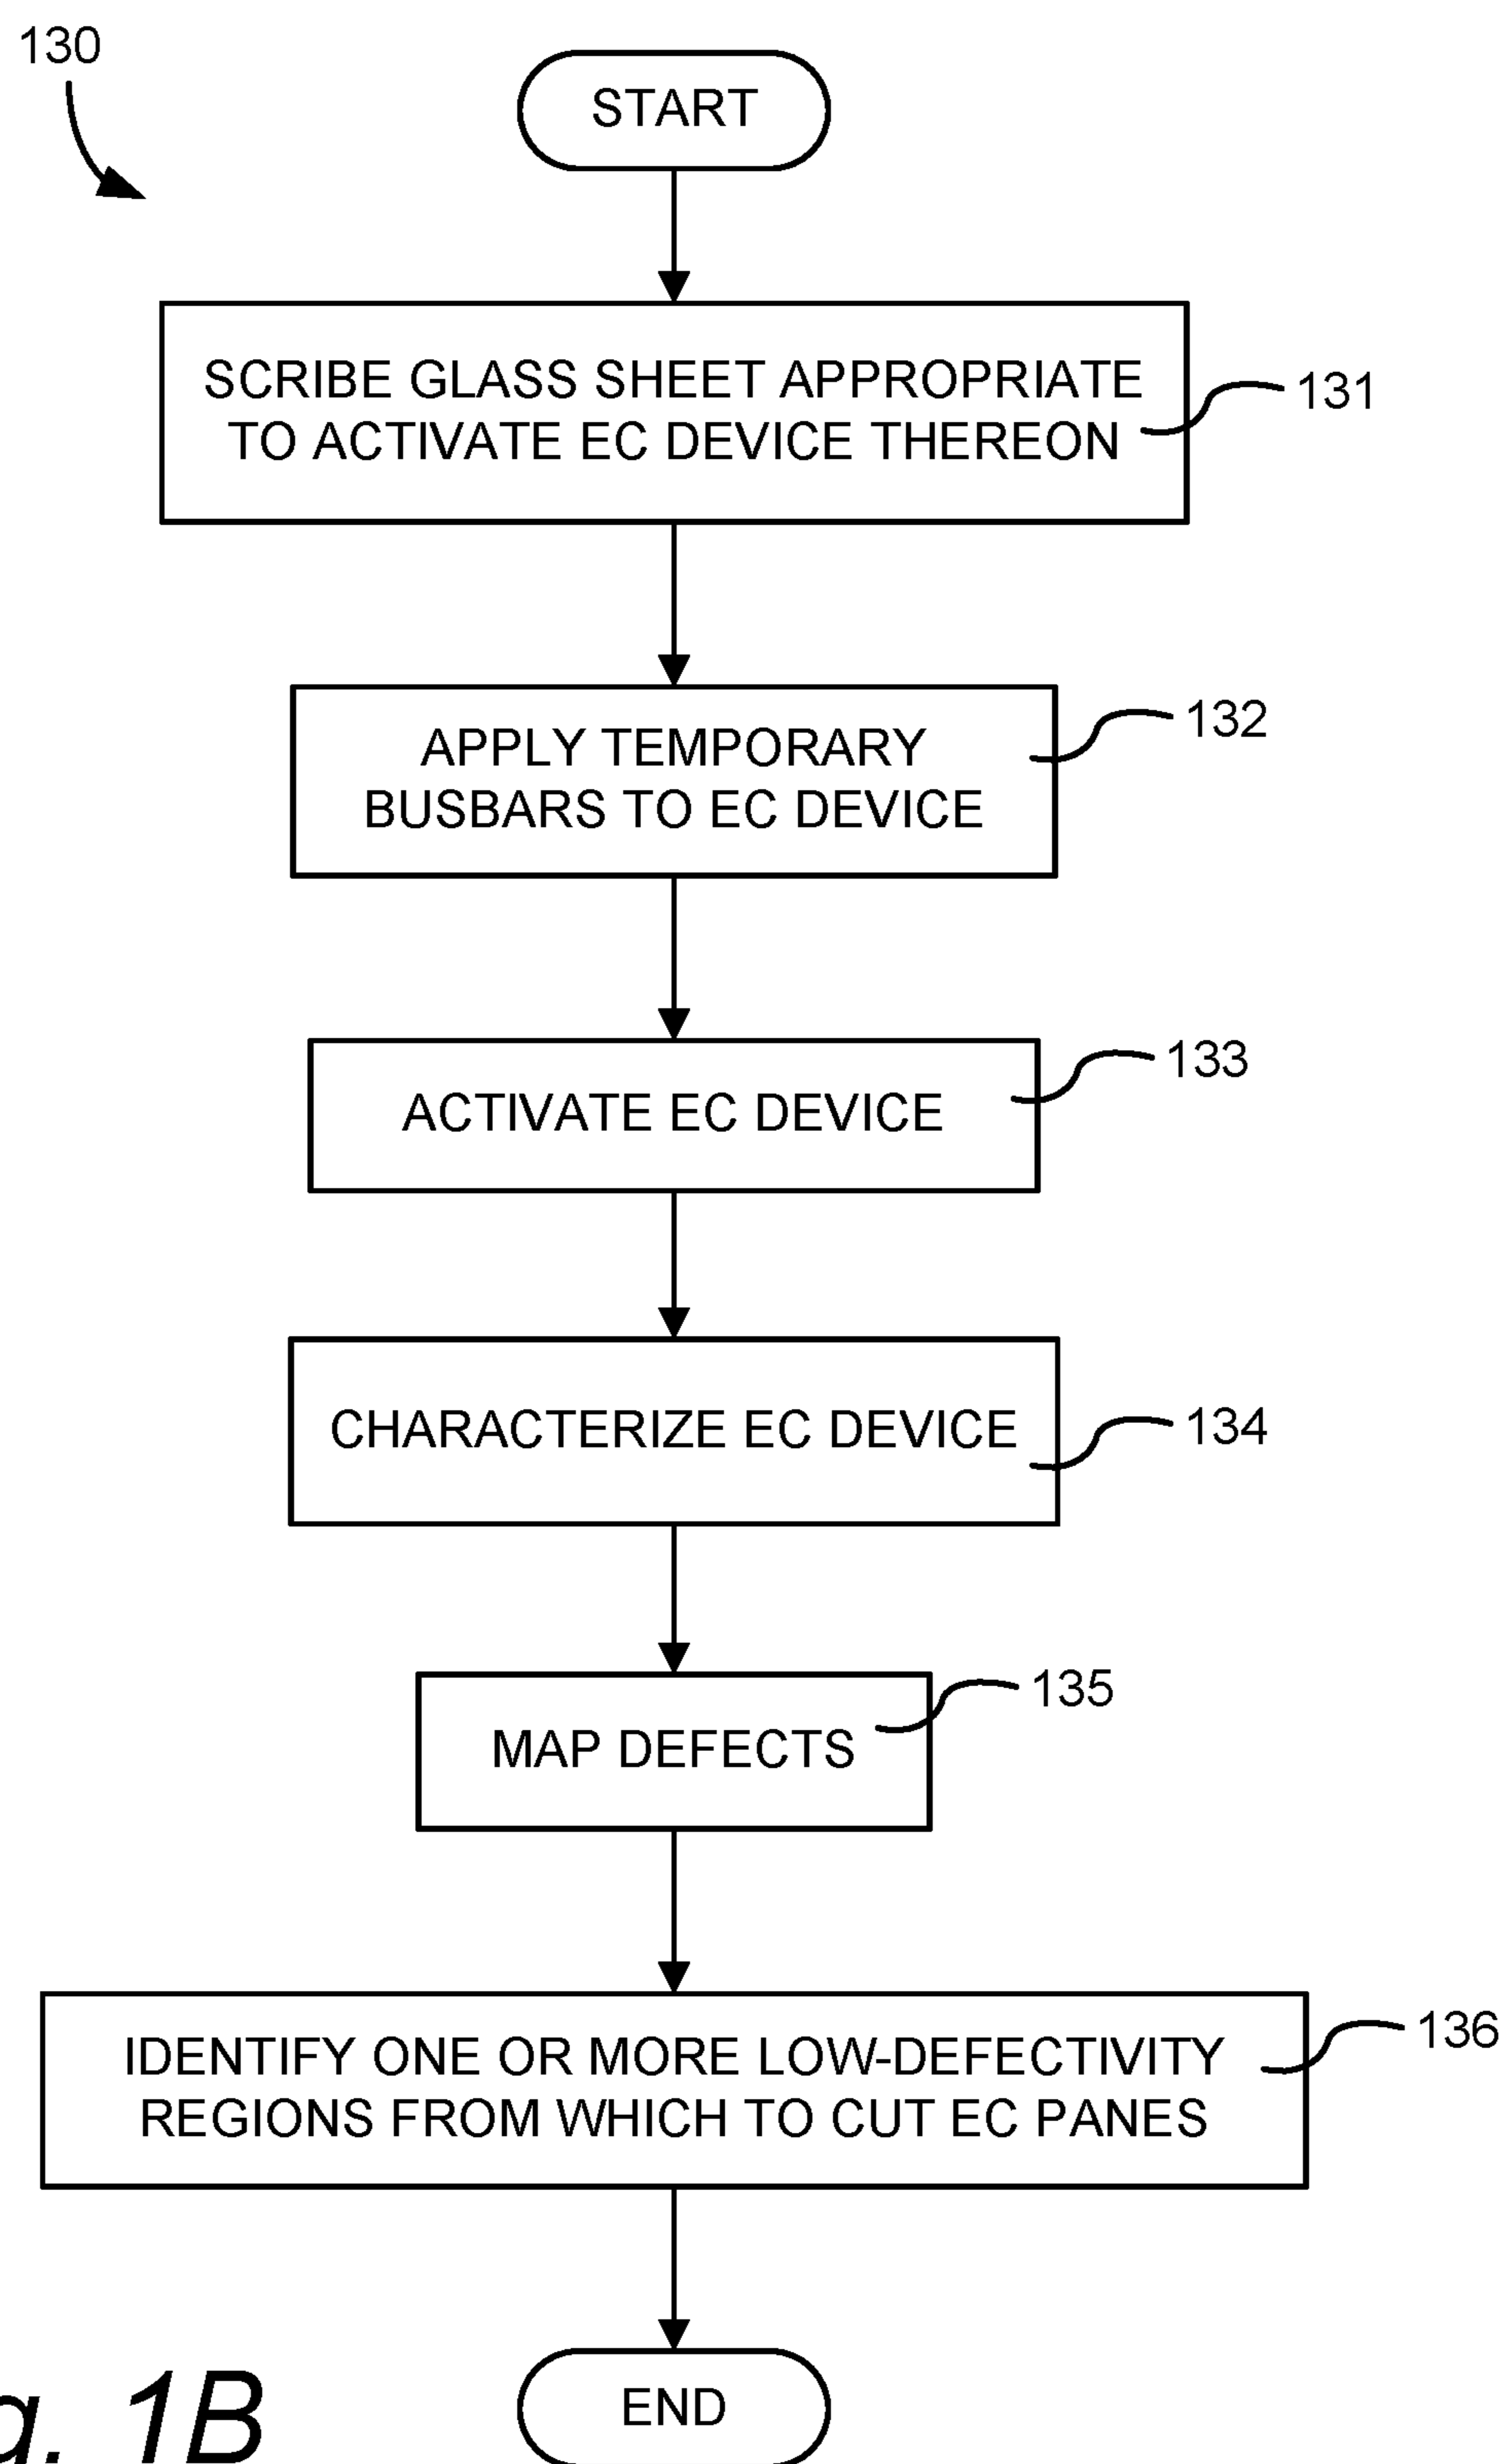 130
START
SCRIBE GLASS SHEET APPROPRIATE
TO ACTIVATE EC DEVICE THEREON
131
APPLY TEMPORARY
BUSBARS TO EC DEVICE
132
ACTIVATE EC DEVICE
133
CHARACTERIZE EC DEVICE
134
MAP DEFECTS
135
IDENTIFY ONE OR MORE LOW-DEFECTIVITY
REGIONS FROM WHICH TO CUT EC PANES
136
END
g. 1B